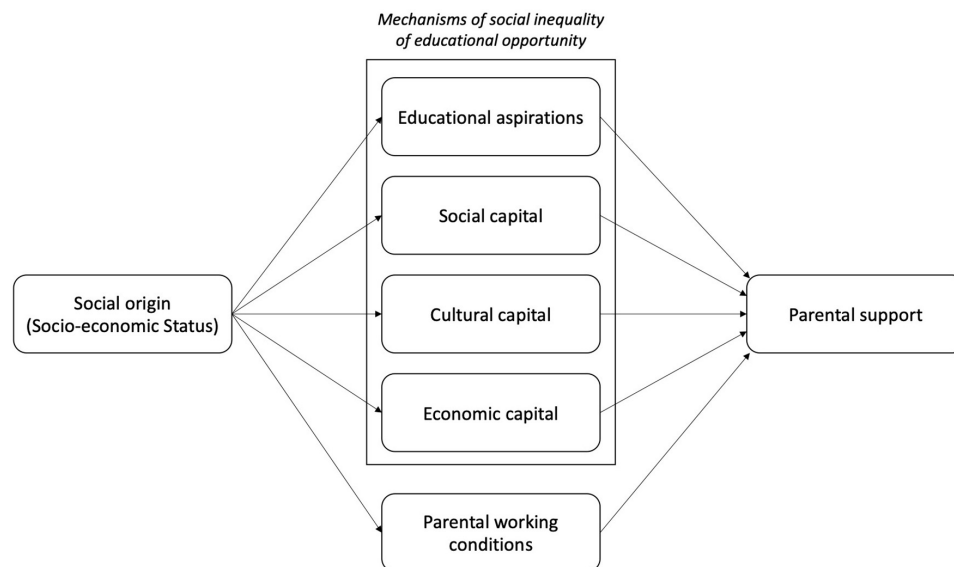 Mechanisms of social inequality
of educational opportunity
Educational aspirations
Social capital
Social origin
(Socio-economic Status)
Cultural capital
Parental support
Economic capital
Parental working
conditions